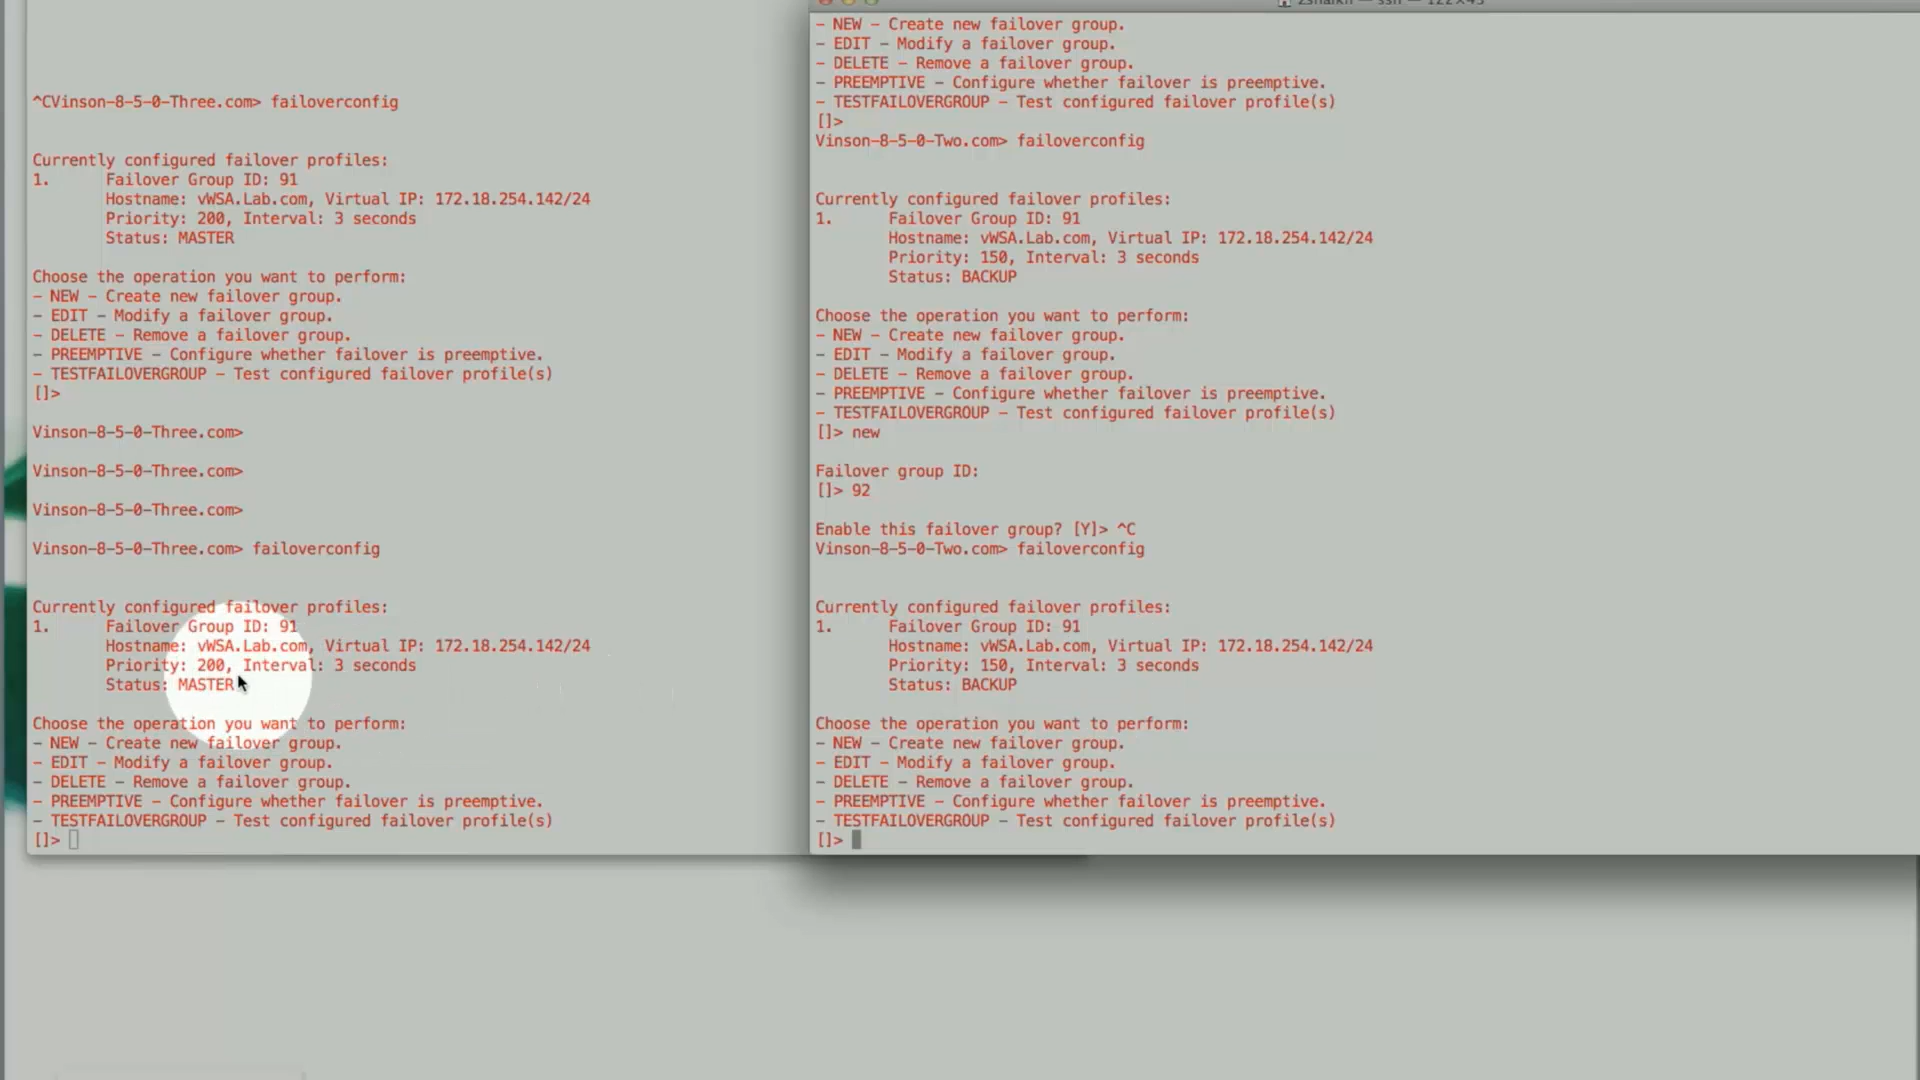 ^CVinson-8-5-0-Three.com> failoverconfig
Currently configured failover profiles:
1. Failover Group ID: 91
Hostname: vWSA.Lab.com, Virtual IP: 172.18.254.142/24
Priority: 200, Interval: 3 seconds
Status: MASTER
Choose the operation you want to perform:
- NEW - Create new failover group.
- EDIT - Modify a failover group.
- DELETE - Remove a failover group.
- PREEMPTIVE - Configure whether failover is preemptive.
- TESTFAILOVERGROUP - Test configured failover profile(s)
[]>
Vinson-8-5-0-Three.com>
Vinson-8-5-0-Three.com>
Vinson-8-5-0-Three.com>
Vinson-8-5-0-Three.com> failoverconfig
Currently configured failover profiles:
1. Failover Group ID: 91
Hostname: vWSA.Lab.com, Virtual IP: 172.18.254.142/24
Priority: 200, Interval: 3 seconds
Status: MASTER
Choose the operation you want to perform:
- NEW - Create new failover group.
- EDIT - Modify a failover group.
- DELETE - Remove a failover group.
- PREEMPTIVE - Configure whether failover is preemptive.
- TESTFAILOVERGROUP - Test configured failover profile(s)
[]>
- NEW - Create new failover group.
- EDIT - Modify a failover group.
- DELETE - Remove a failover group.
- PREEMPTIVE - Configure whether failover is preemptive.
- TESTFAILOVERGROUP - Test configured failover profile(s)
[]>
Vinson-8-5-0-Two.com> failoverconfig
Currently configured failover profiles:
1. Failover Group ID: 91
Hostname: vWSA.Lab.com, Virtual IP: 172.18.254.142/24
Priority: 150, Interval: 3 seconds
Status: BACKUP
Choose the operation you want to perform:
- NEW - Create new failover group.
- EDIT - Modify a failover group.
- DELETE - Remove a failover group.
- PREEMPTIVE - Configure whether failover is preemptive.
- TESTFAILOVERGROUP - Test configured failover profile(s)
[]> new
Failover group ID:
[]> 92
Enable this failover group? [Y]> ^C
Vinson-8-5-0-Two.com> failoverconfig
Currently configured failover profiles:
1. Failover Group ID: 91
Hostname: vWSA.Lab.com, Virtual IP: 172.18.254.142/24
Priority: 150, Interval: 3 seconds
Status: BACKUP
Choose the operation you want to perform:
- NEW - Create new failover group.
- EDIT - Modify a failover group.
- DELETE - Remove a failover group.
- PREEMPTIVE - Configure whether failover is preemptive.
- TESTFAILOVERGROUP - Test configured failover profile(s)
[]>